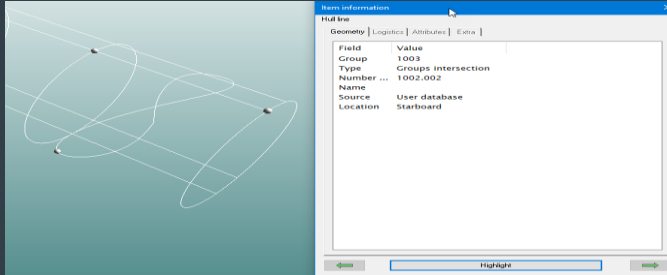 Item information
Hull line
Geometry | Logistics | Attributes | Extra |
Field Value
Group 1003
Type Groups intersection
Number ... 1002.002
Name
Source User database
Location Starboard
Highlight